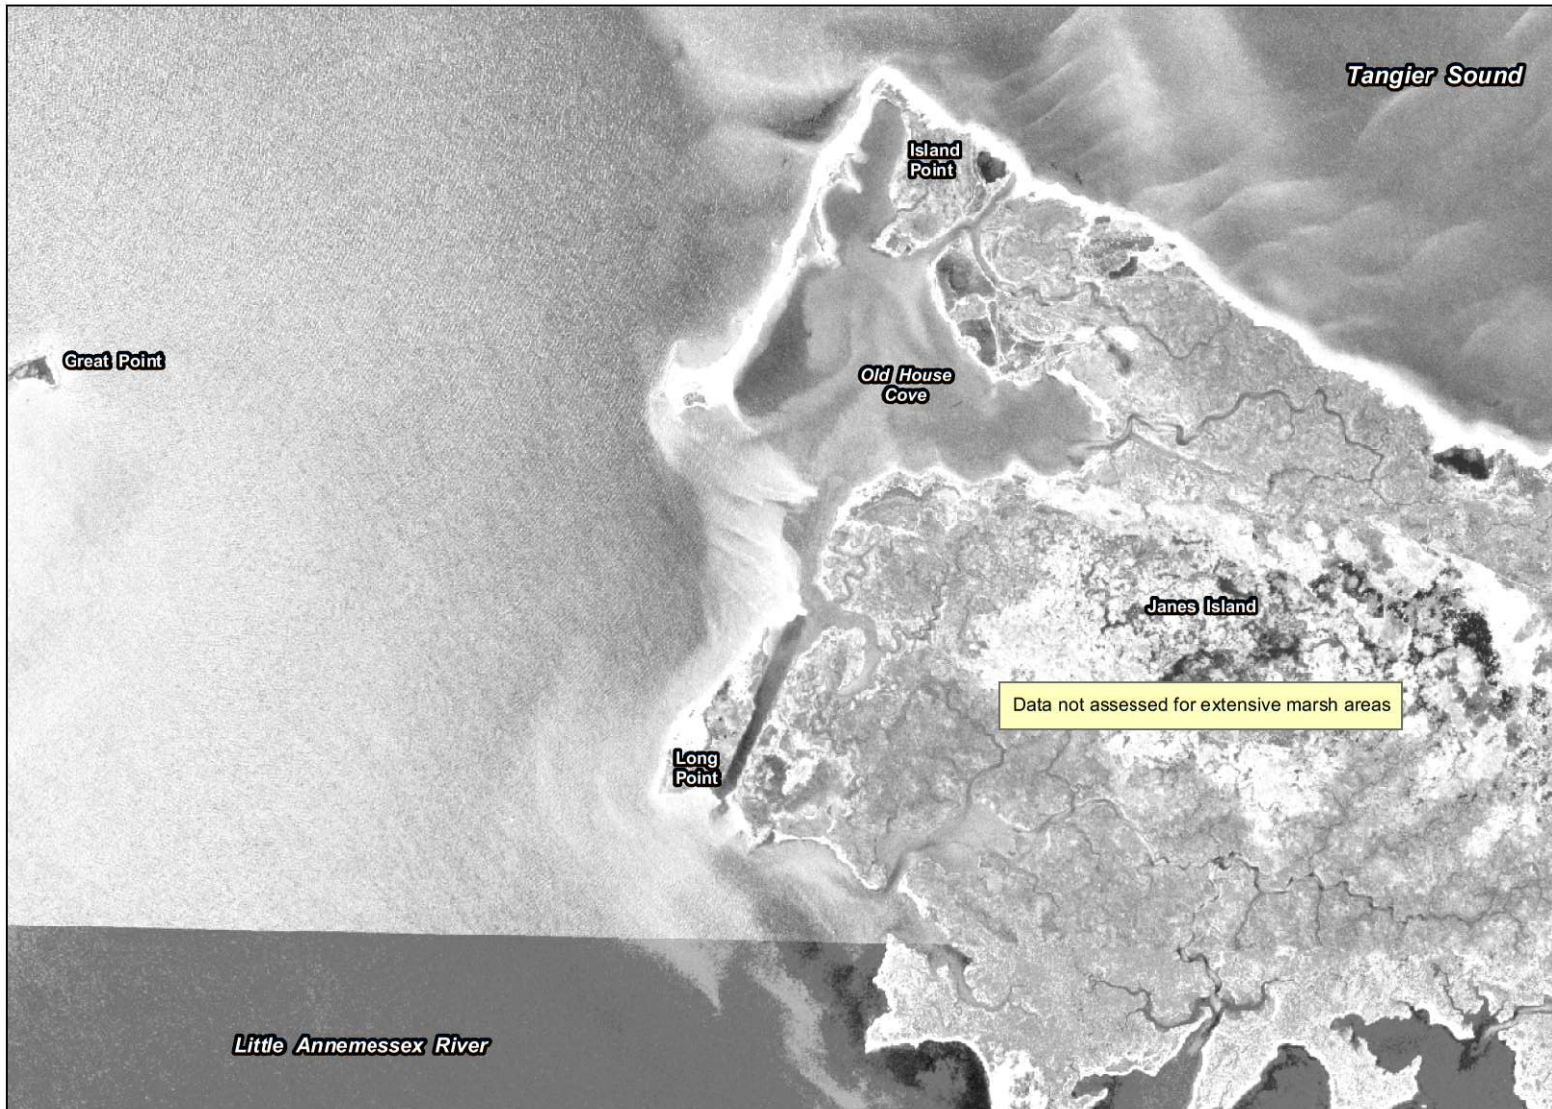 Tangier Sound
Island
Point
Great Point
Old House
Cove
Janes Island
Data not assessed for extensive marsh areas
Long
Point
Little Annemessex River